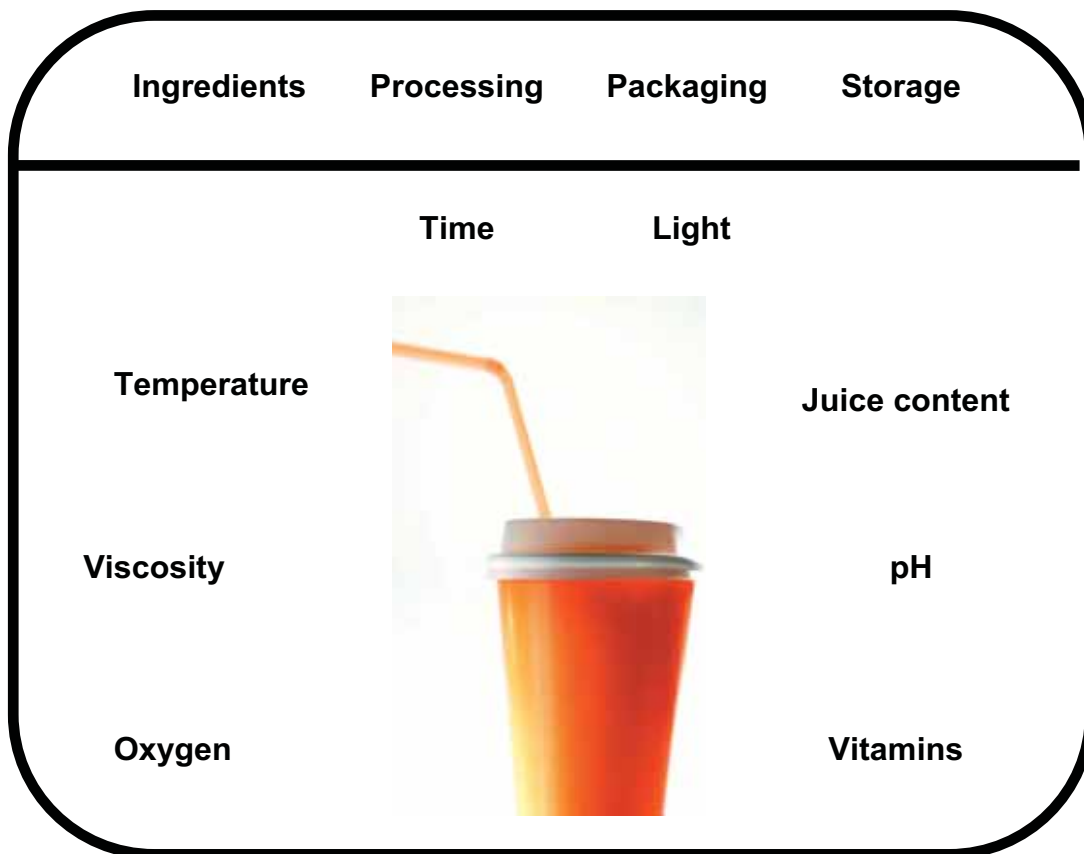 Ingredients Processing Packaging Storage
Time Light
Temperature
Juice content
Viscosity pH
Oxygen Vitamins